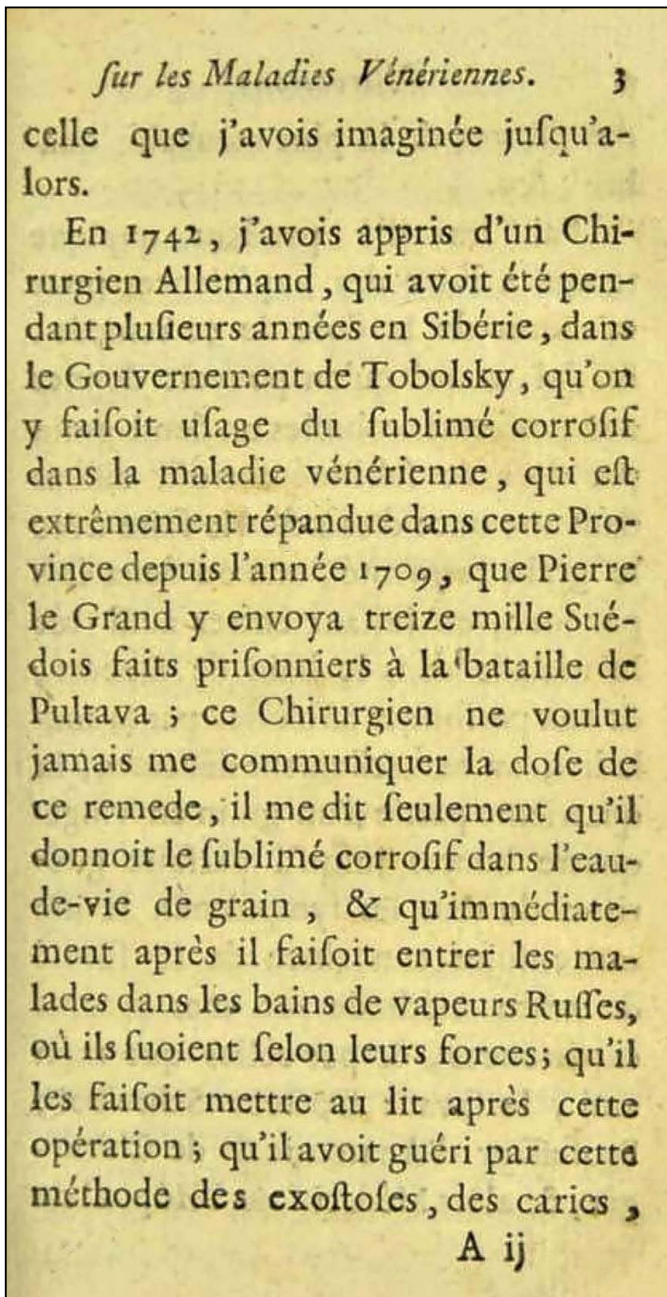 ſur les Maladies Vénériennes. 3
celle que j'avois imaginée juſqu'a-
lors.
En 1742, j'avois appris d'un Chi-
rurgien Allemand, qui avoit été pen-
dant pluſieurs années en Sibérie, dans
le Gouvernement de Tobolsky, qu'on
y faiſoit uſage du ſublimé corroſif
dans la maladie vénérienne, qui eſt
extrêmement répandue dans cette Pro-
vince depuis l'année 1709, que Pierre
le Grand y envoya treize mille Sué-
dois faits priſonniers à la bataille de
Pultava ; ce Chirurgien ne voulut
jamais me communiquer la doſe de
ce remede, il me dit ſeulement qu'il
donnoit le ſublimé corroſif dans l'eau-
de-vie de grain , & qu'immédiate-
ment après il faiſoit entrer les ma-
lades dans les bains de vapeurs Ruſſes,
où ils ſuoient ſelon leurs forces; qu'il
les faiſoit mettre au lit après cette
opération ; qu'il avoit guéri par cette
méthode des exoſtoſes, des caries ,
A ij